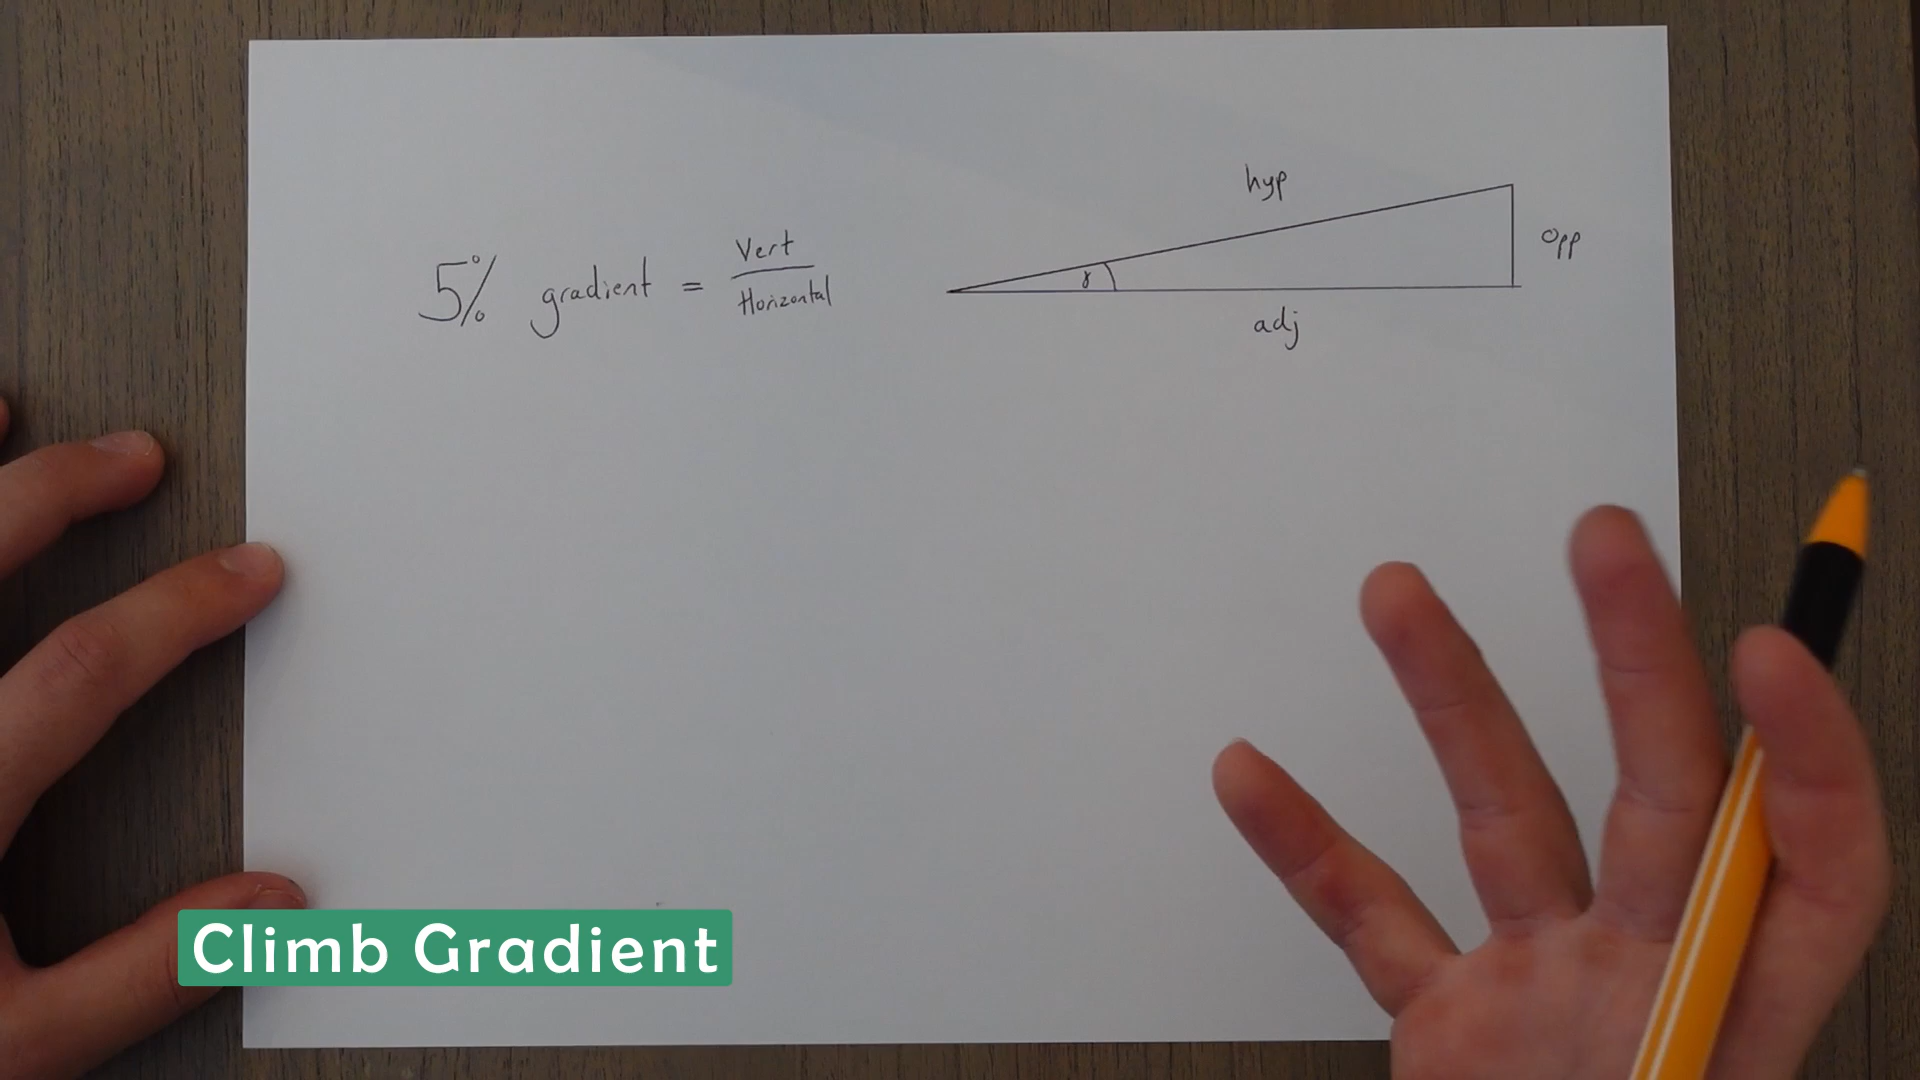 5% gradient = Vert
Horizontal
hyp
opp
γ
adj
Climb Gradient